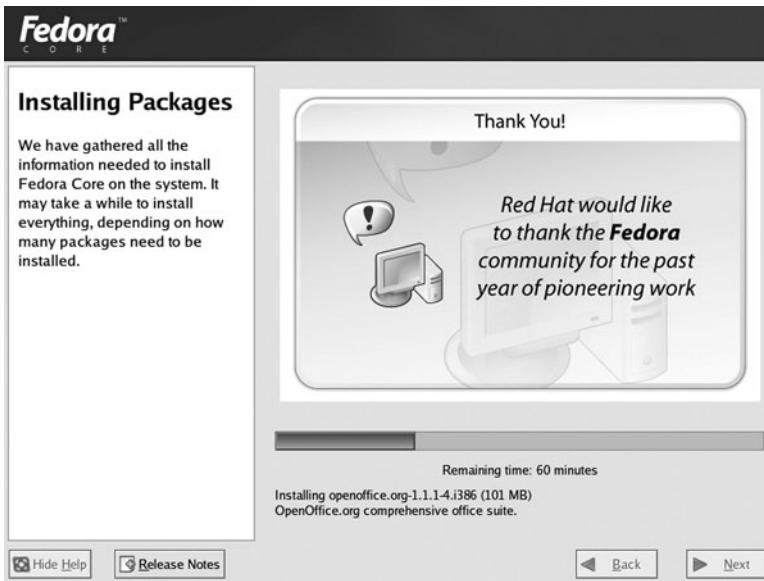 Fedora™
CORE
Installing Packages
We have gathered all the
information needed to install
Fedora Core on the system. It
may take a while to install
everything, depending on how
many packages need to be
installed.
Thank You!
Red Hat would like
to thank the Fedora
community for the past
year of pioneering work
Remaining time: 60 minutes
Installing openoffice.org-1.1.1-4.i386 (101 MB)
OpenOffice.org comprehensive office suite.
Hide Help
Release Notes
Back
Next